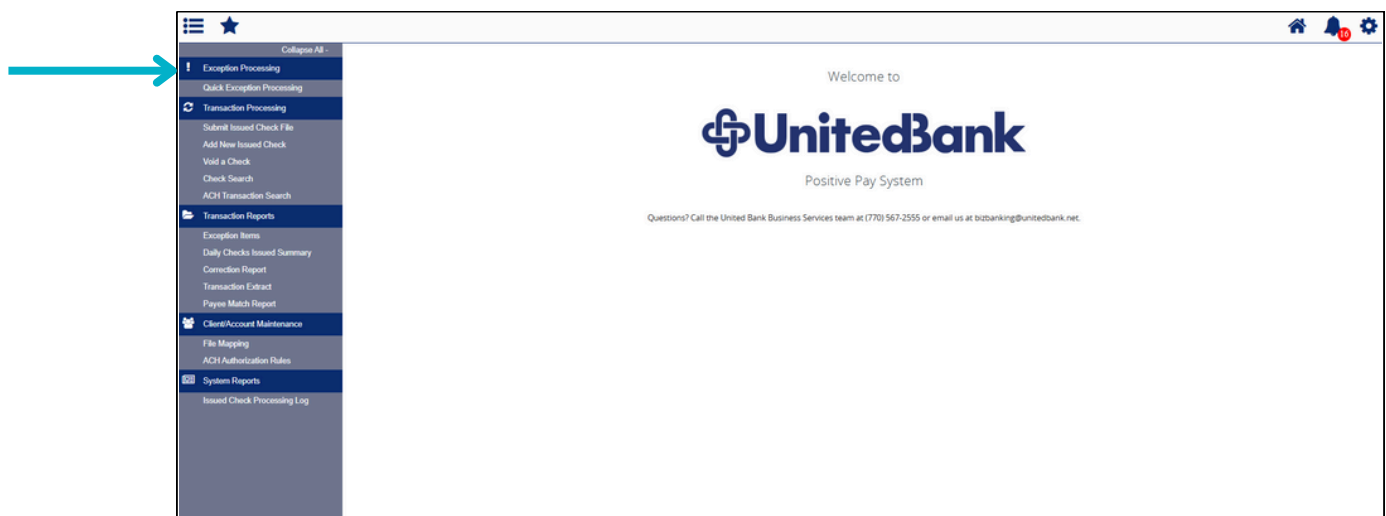 16
Collapse All -
Exception Processing
Quick Exception Processing
Transaction Processing
Submit Issued Check File
Add New Issued Check
Void a Check
Check Search
ACH Transaction Search
Transaction Reports
Exception Items
Daily Checks Issued Summary
Correction Report
Transaction Extract
Payee Match Report
Client/Account Maintenance
File Mapping
ACH Authorization Rules
System Reports
Issued Check Processing Log
Welcome to
UnitedBank
Positive Pay System
Questions? Call the United Bank Business Services team at (770) 567-2555 or email us at bizbanking@unitedbank.net.